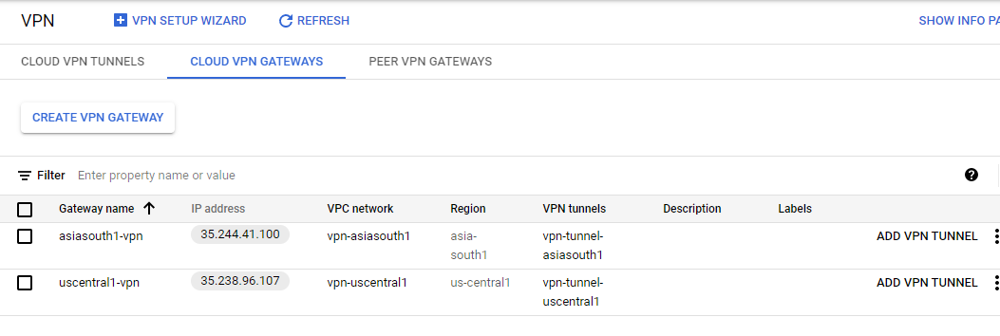 VPN VPN SETUP WIZARD REFRESH SHOW INFO PA
CLOUD VPN TUNNELS CLOUD VPN GATEWAYS PEER VPN GATEWAYS
CREATE VPN GATEWAY
Filter Enter property name or value ?
Gateway name IP address VPC network Region VPN tunnels Description Labels
asiasouth1-vpn 35.244.41.100 vpn-asiasouth1 asia- vpn-tunnel- ADD VPN TUNNEL
south1 asiasouth1
uscentral1-vpn 35.238.96.107 vpn-uscentral1 us-central1 vpn-tunnel- ADD VPN TUNNEL
uscentral1